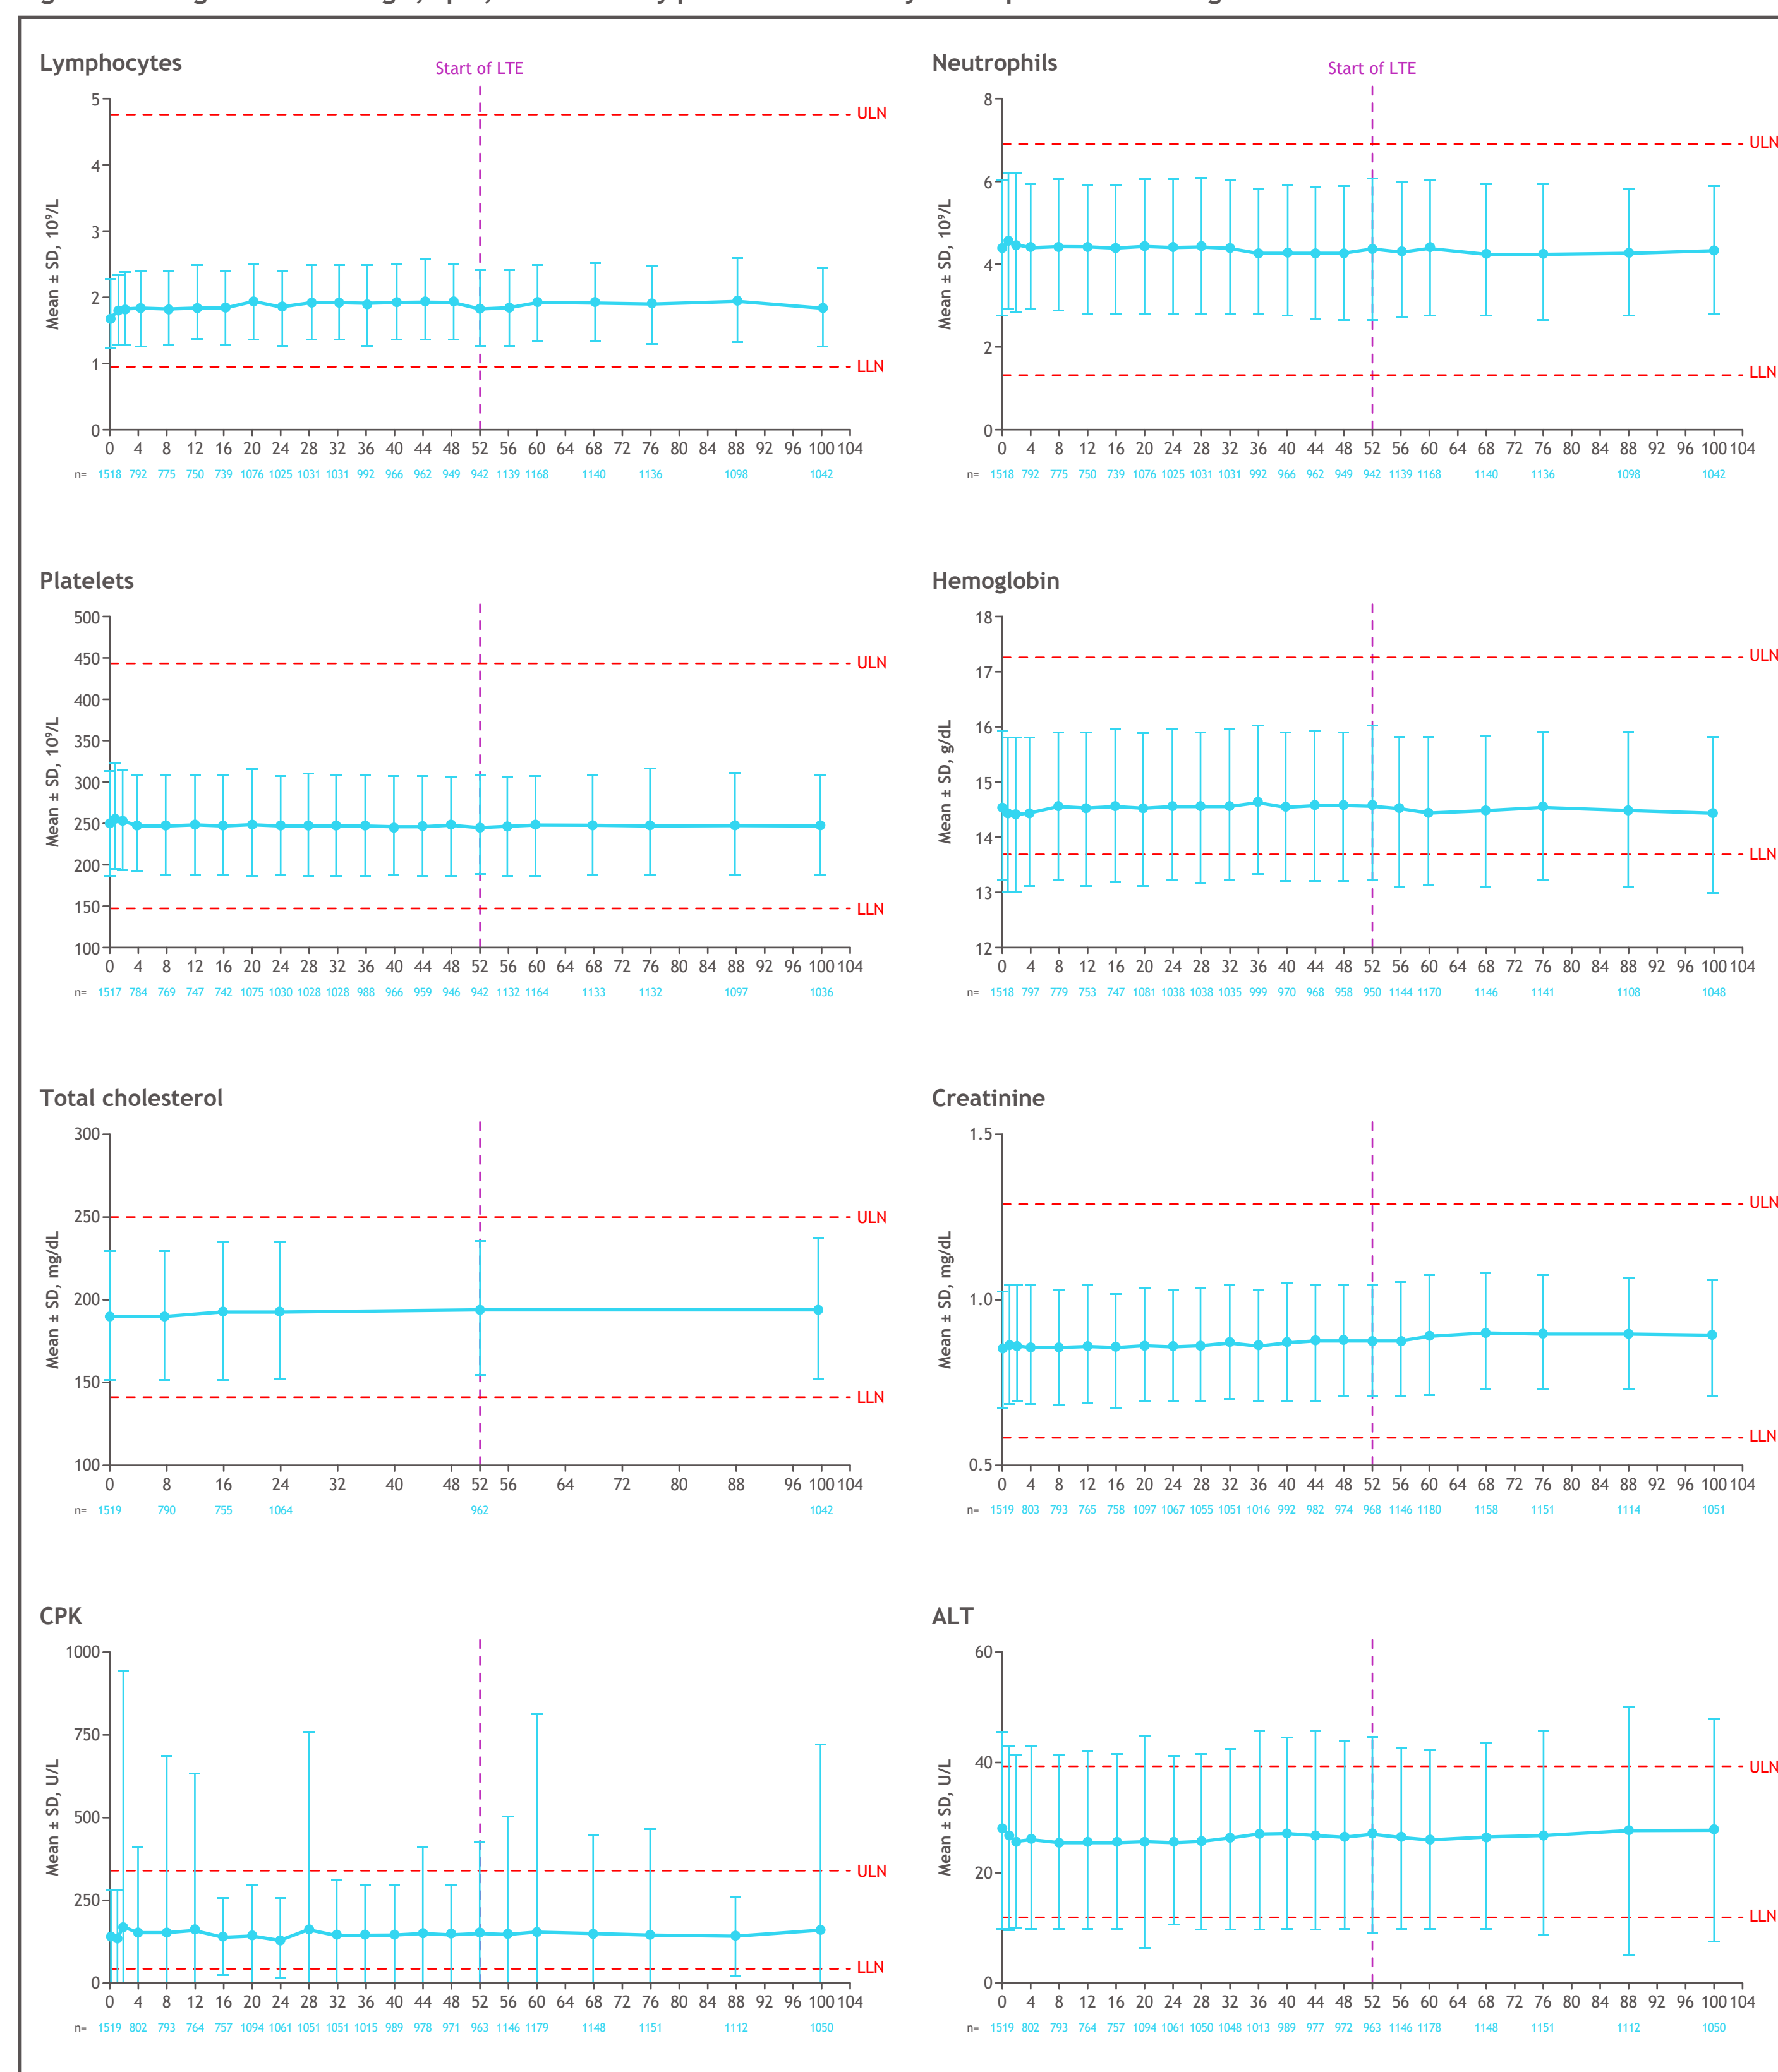 Lymphocytes
Start of LTE
Mean ± SD, 10⁹/L
5
4
3
2
1
0
ULN
LLN
0 4 8 12 16 20 24 28 32 36 40 44 48 52 56 60 64 68 72 76 80 84 88 92 96 100 104
n= 1518 792 775 750 739 1076 1025 1031 1031 992 966 962 949 942 1139 1168 1140 1136 1098 1042
Neutrophils
Start of LTE
Mean ± SD, 10⁹/L
8
6
4
2
0
ULN
LLN
0 4 8 12 16 20 24 28 32 36 40 44 48 52 56 60 64 68 72 76 80 84 88 92 96 100 104
n= 1518 792 775 750 739 1076 1025 1031 1031 992 966 962 949 942 1139 1168 1140 1136 1098 1042
Platelets
Mean ± SD, 10⁹/L
500
450
400
350
300
250
200
150
100
ULN
LLN
0 4 8 12 16 20 24 28 32 36 40 44 48 52 56 60 64 68 72 76 80 84 88 92 96 100 104
n= 1517 784 769 747 742 1075 1030 1028 1028 988 966 959 946 942 1132 1164 1133 1132 1097 1036
Hemoglobin
Mean ± SD, g/dL
18
17
16
15
14
13
12
ULN
LLN
0 4 8 12 16 20 24 28 32 36 40 44 48 52 56 60 64 68 72 76 80 84 88 92 96 100 104
n= 1518 797 779 753 747 1081 1038 1038 1035 999 970 968 958 950 1144 1170 1146 1141 1108 1048
Total cholesterol
Mean ± SD, mg/dL
300
250
200
150
100
ULN
LLN
0 8 16 24 32 40 48 52 56 64 72 80 88 96 100 104
n= 1519 790 755 1064 962 1042
Creatinine
Mean ± SD, mg/dL
1.5
1.0
0.5
ULN
LLN
0 4 8 12 16 20 24 28 32 36 40 44 48 52 56 60 64 68 72 76 80 84 88 92 96 100 104
n= 1519 803 793 765 758 1097 1067 1055 1051 1016 992 982 974 968 1146 1180 1158 1151 1114 1051
CPK
Mean ± SD, U/L
1000
750
500
250
0
ULN
LLN
0 4 8 12 16 20 24 28 32 36 40 44 48 52 56 60 64 68 72 76 80 84 88 92 96 100 104
n= 1519 802 793 764 757 1094 1061 1051 1051 1015 989 978 971 963 1146 1179 1148 1151 1112 1050
ALT
Mean ± SD, U/L
60
40
20
0
ULN
LLN
0 4 8 12 16 20 24 28 32 36 40 44 48 52 56 60 64 68 72 76 80 84 88 92 96 100 104
n= 1519 802 793 764 757 1094 1061 1050 1048 1013 989 977 972 963 1146 1178 1148 1151 1112 1050